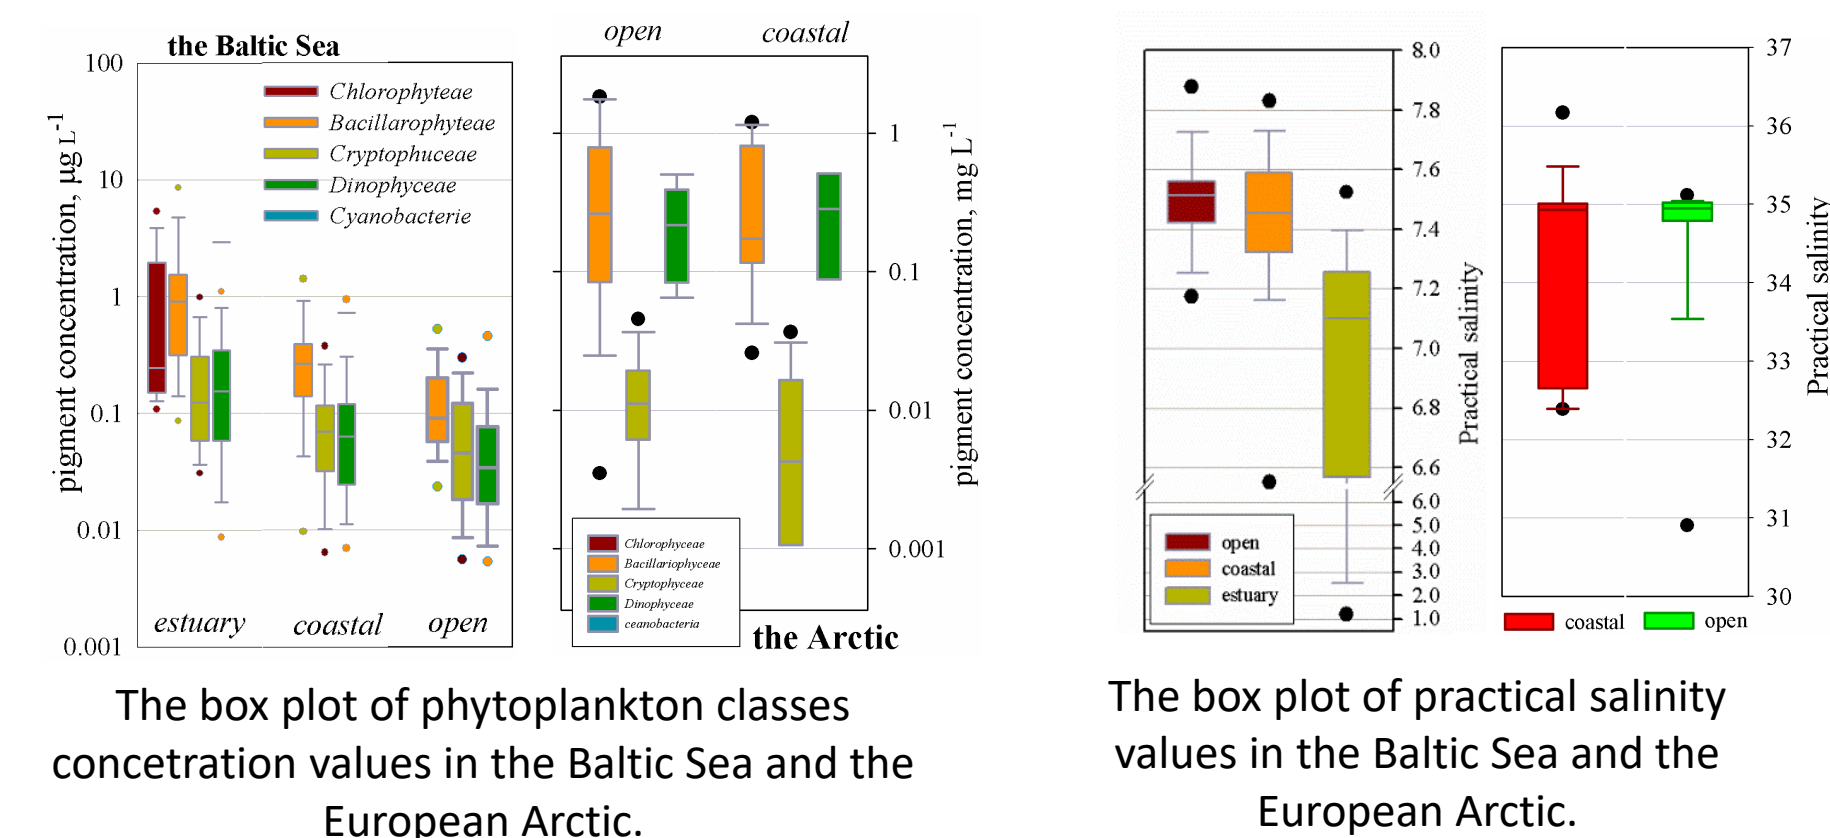 the Baltic Sea
100
10
1
0.1
0.01
0.001
pigment concentration, µg L-1
Chlorophyteae
Bacillarophyteae
Cryptophuceae
Dinophyceae
Cyanobacterie
estuary coastal open
open coastal
1
0.1
0.01
0.001
pigment concentration, mg L-1
Chlorophyceae
Bacillariophyceae
Cryptophyceae
Dinophyceae
ceanobacteria
the Arctic
The box plot of phytoplankton classes
concetration values in the Baltic Sea and the
European Arctic.
8.0
7.8
7.6
7.4
7.2
7.0
6.8
6.6
6.0
5.0
4.0
3.0
2.0
1.0
Practical salinity
open
coastal
estuary
37
36
35
34
33
32
31
30
Practical salinity
coastal open
The box plot of practical salinity
values in the Baltic Sea and the
European Arctic.